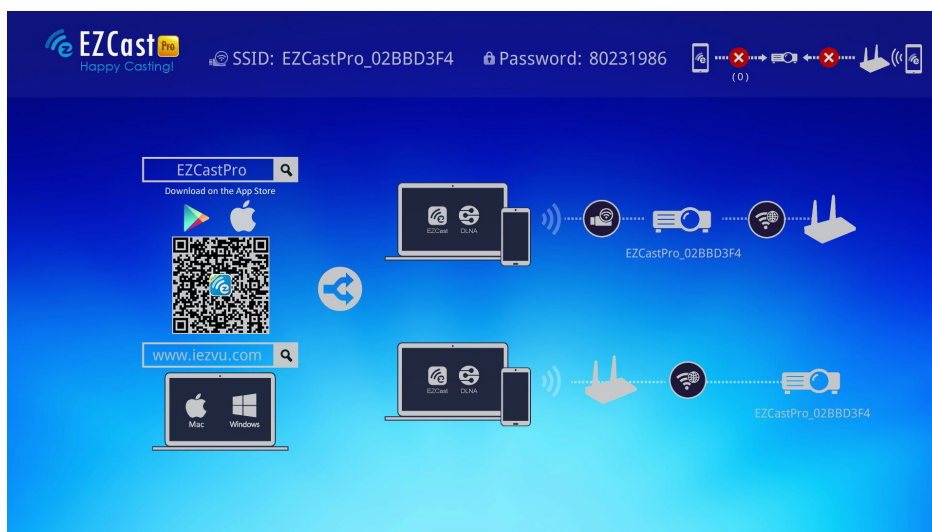 EZCast Pro
Happy Casting!
SSID: EZCastPro_02BBD3F4
Password: 80231986
(0)
EZCastPro
Download on the App Store
EZCast DLNA
EZCastPro_02BBD3F4
www.iezvu.com
Mac Windows
EZCast DLNA
EZCastPro_02BBD3F4